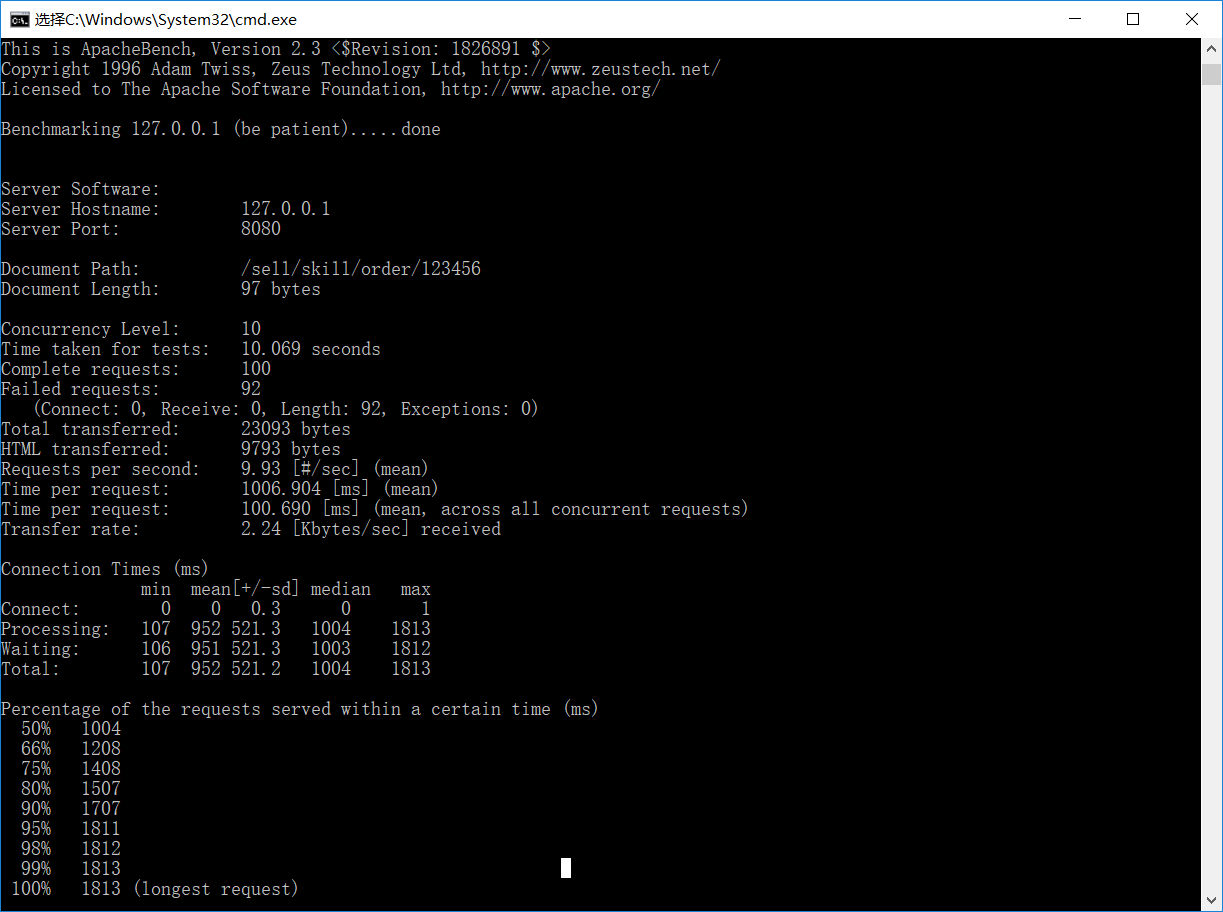 选择C:\Windows\System32\cmd.exe
This is ApacheBench, Version 2.3 <$Revision: 1826891 $>
Copyright 1996 Adam Twiss, Zeus Technology Ltd, http://www.zeustech.net/
Licensed to The Apache Software Foundation, http://www.apache.org/
Benchmarking 127.0.0.1 (be patient).....done
Server Software:
Server Hostname:        127.0.0.1
Server Port:            8080
Document Path:          /sell/skill/order/123456
Document Length:        97 bytes
Concurrency Level:      10
Time taken for tests:   10.069 seconds
Complete requests:      100
Failed requests:        92
   (Connect: 0, Receive: 0, Length: 92, Exceptions: 0)
Total transferred:      23093 bytes
HTML transferred:       9793 bytes
Requests per second:    9.93 [#/sec] (mean)
Time per request:       1006.904 [ms] (mean)
Time per request:       100.690 [ms] (mean, across all concurrent requests)
Transfer rate:          2.24 [Kbytes/sec] received
Connection Times (ms)
              min  mean[+/-sd] median   max
Connect:        0    0   0.3      0       1
Processing:   107  952 521.3   1004    1813
Waiting:      106  951 521.3   1003    1812
Total:        107  952 521.2   1004    1813
Percentage of the requests served within a certain time (ms)
  50%   1004
  66%   1208
  75%   1408
  80%   1507
  90%   1707
  95%   1811
  98%   1812
  99%   1813
 100%   1813 (longest request)